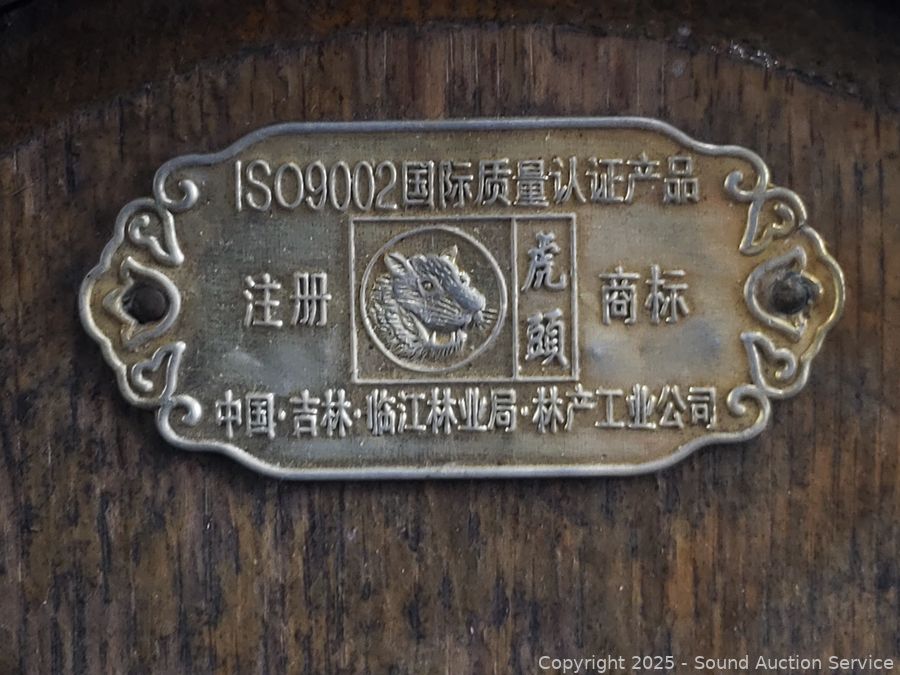 ISO9002国际质量认证产品
注册
虎頭
商标
中国·吉林·临江林业局·林产工业公司
Copyright 2025 - Sound Auction Service